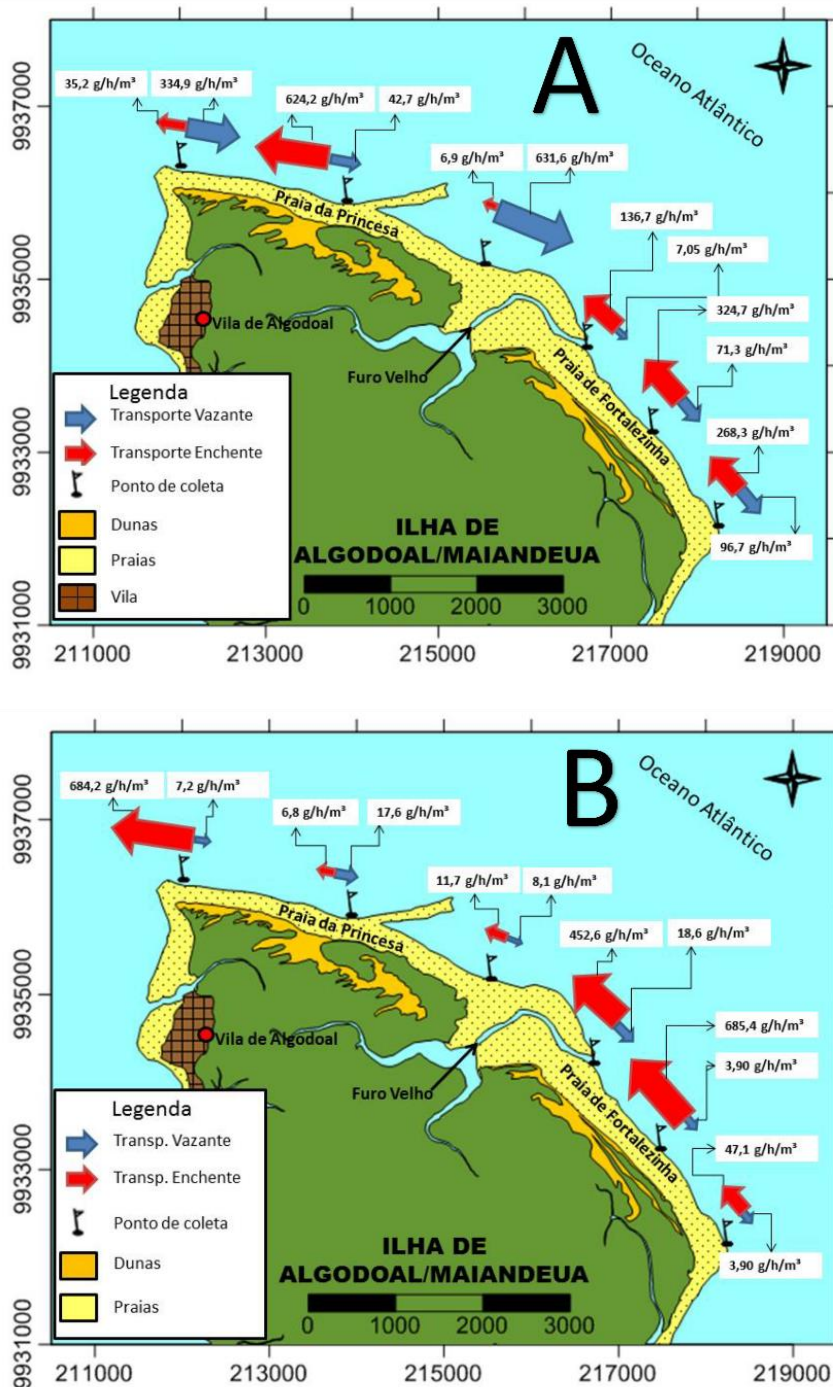 A
Oceano Atlântico
35,2 g/h/m³
334,9 g/h/m³
624,2 g/h/m³
42,7 g/h/m³
6,9 g/h/m³
631,6 g/h/m³
136,7 g/h/m³
7,05 g/h/m³
324,7 g/h/m³
71,3 g/h/m³
268,3 g/h/m³
96,7 g/h/m³
Praia da Princesa
Vila de Algodoal
Furo Velho
Praia de Fortalezinha
Legenda
Transporte Vazante
Transporte Enchente
Ponto de coleta
Dunas
Praias
Vila
ILHA DE
ALGODOAL/MAIANDEUA
0 1000 2000 3000
9937000
9935000
9933000
9931000
211000 213000 215000 217000 219000
B
Oceano Atlântico
684,2 g/h/m³
7,2 g/h/m³
6,8 g/h/m³
17,6 g/h/m³
11,7 g/h/m³
8,1 g/h/m³
452,6 g/h/m³
18,6 g/h/m³
685,4 g/h/m³
3,90 g/h/m³
47,1 g/h/m³
3,90 g/h/m³
Praia da Princesa
Vila de Algodoal
Furo Velho
Praia de Fortalezinha
Legenda
Transp. Vazante
Transp. Enchente
Ponto de coleta
Dunas
Praias
ILHA DE
ALGODOAL/MAIANDEUA
0 1000 2000 3000
9937000
9935000
9933000
9931000
211000 213000 215000 217000 219000